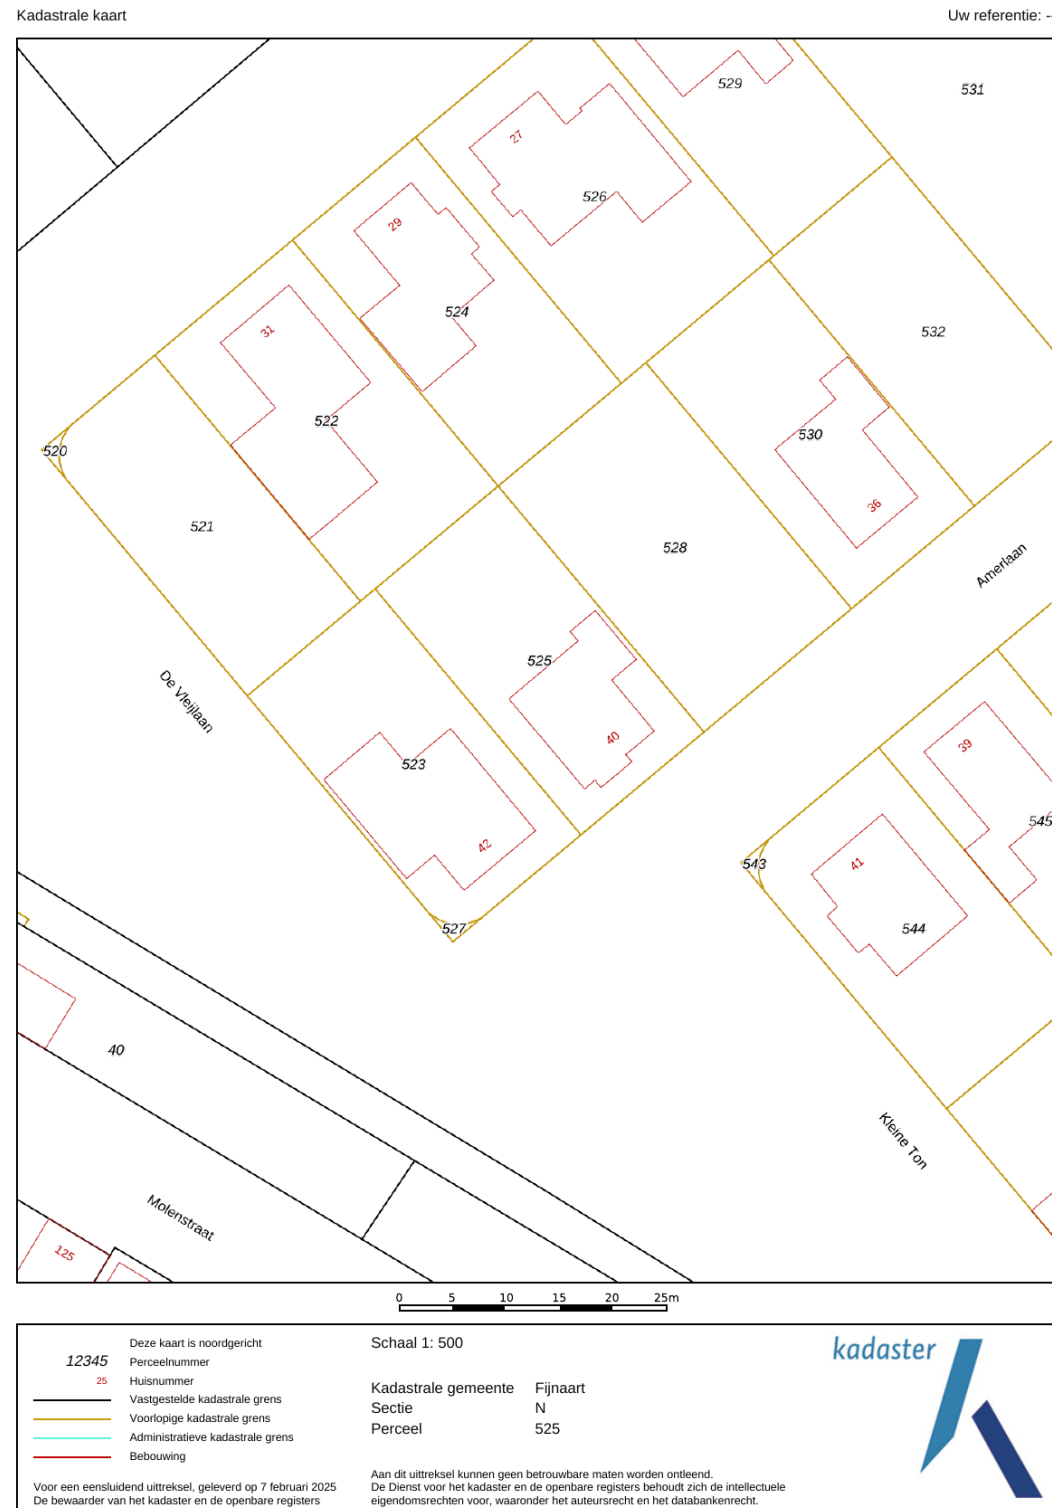 Kadastrale kaart
Uw referentie: -
529
531
27
526
29
524
532
31
522
530
520
521
36
528
Amerlaan
525
De Vleijlaan
40
39
523
545
42
41
543
544
527
40
Kleine Ton
Molenstraat
125
0 5 10 15 20 25m
Deze kaart is noordgericht
12345 Perceelnummer
25 Huisnummer
Vastgestelde kadastrale grens
Voorlopige kadastrale grens
Administratieve kadastrale grens
Bebouwing
Voor een eensluidend uittreksel, geleverd op 7 februari 2025
De bewaarder van het kadaster en de openbare registers
Schaal 1: 500
Kadastrale gemeente Fijnaart
Sectie N
Perceel 525
Aan dit uittreksel kunnen geen betrouwbare maten worden ontleend.
De Dienst voor het kadaster en de openbare registers behoudt zich de intellectuele
eigendomsrechten voor, waaronder het auteursrecht en het databankenrecht.
kadaster